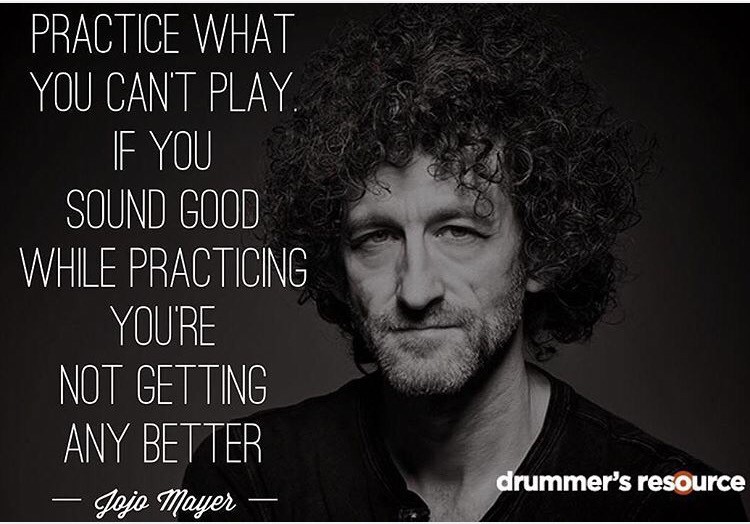 PRACTICE WHAT
YOU CAN'T PLAY.
IF YOU
SOUND GOOD
WHILE PRACTICING
YOU'RE
NOT GETTING
ANY BETTER
— Jojo Mayer —
drummer's resource